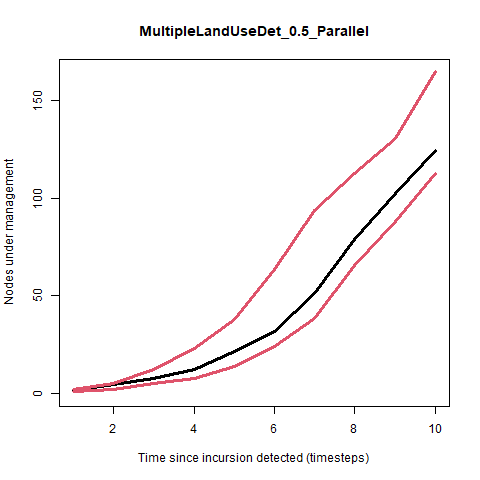 MultipleLandUseDet_0.5_Parallel
Nodes under management
150
100
50
0
2 4 6 8 10
Time since incursion detected (timesteps)